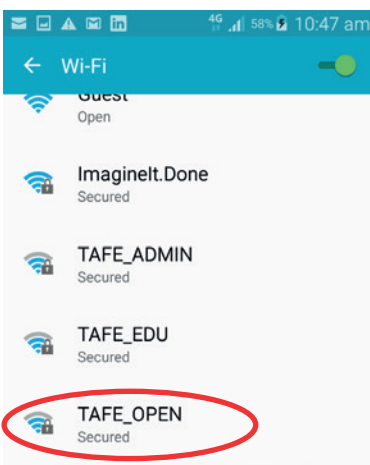 4G 58% 10:47 am
Wi-Fi
Guest
Open
ImagineIt.Done
Secured
TAFE_ADMIN
Secured
TAFE_EDU
Secured
TAFE_OPEN
Secured